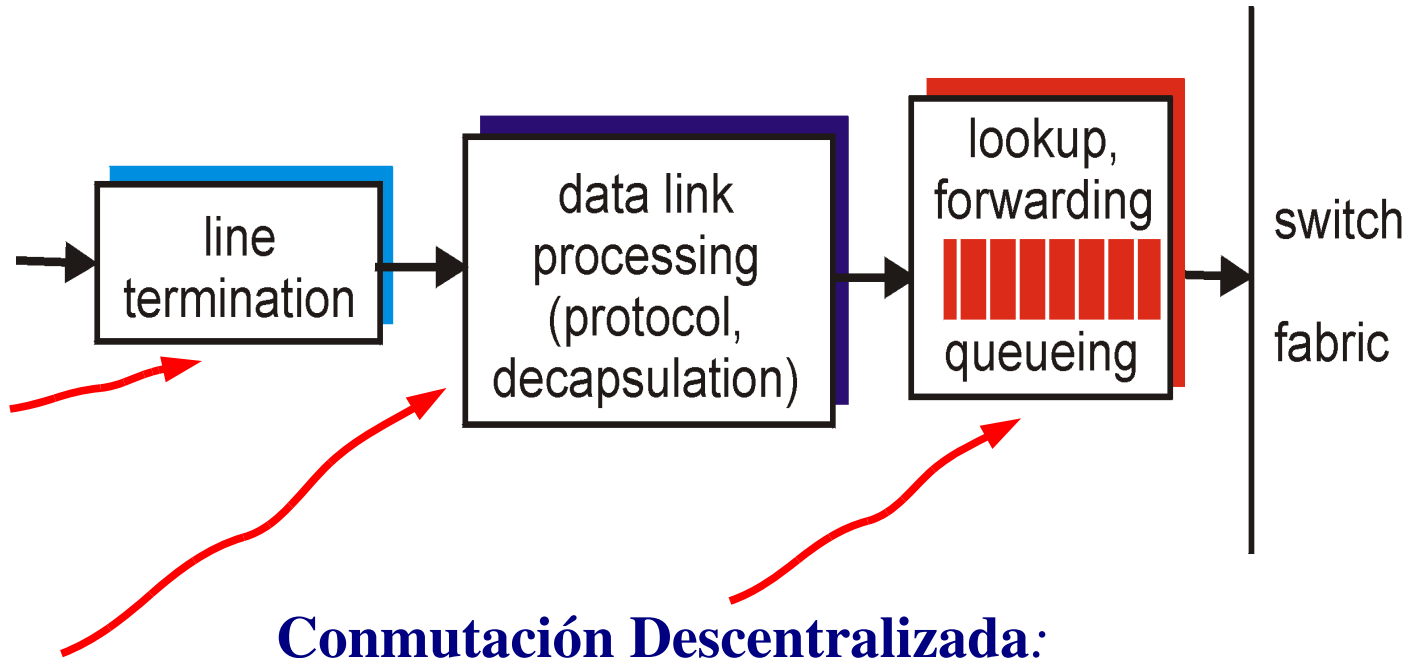 line
termination
data link
processing
(protocol,
decapsulation)
lookup,
forwarding
queueing
switch
fabric
Conmutación Descentralizada: